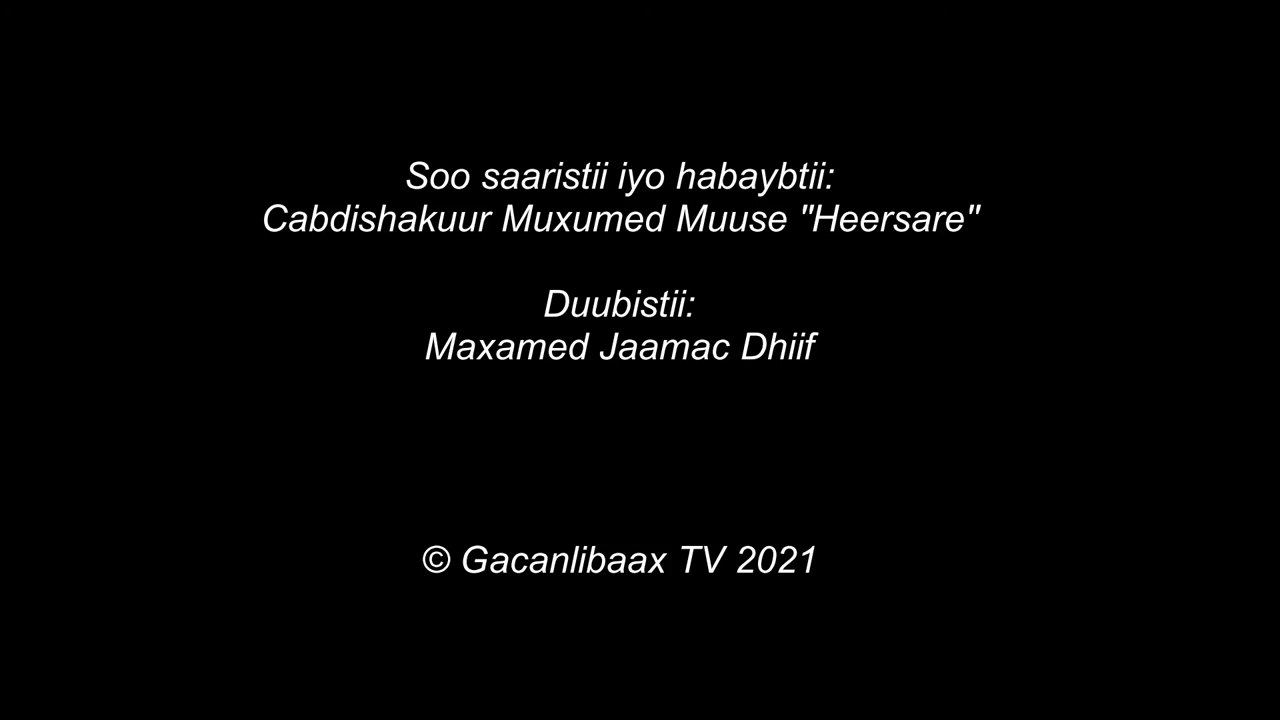 Soo saaristii iyo habaybtii:
Cabdishakuur Muxumed Muuse "Heersare"
Duubistii:
Maxamed Jaamac Dhiif
© Gacanlibaax TV 2021